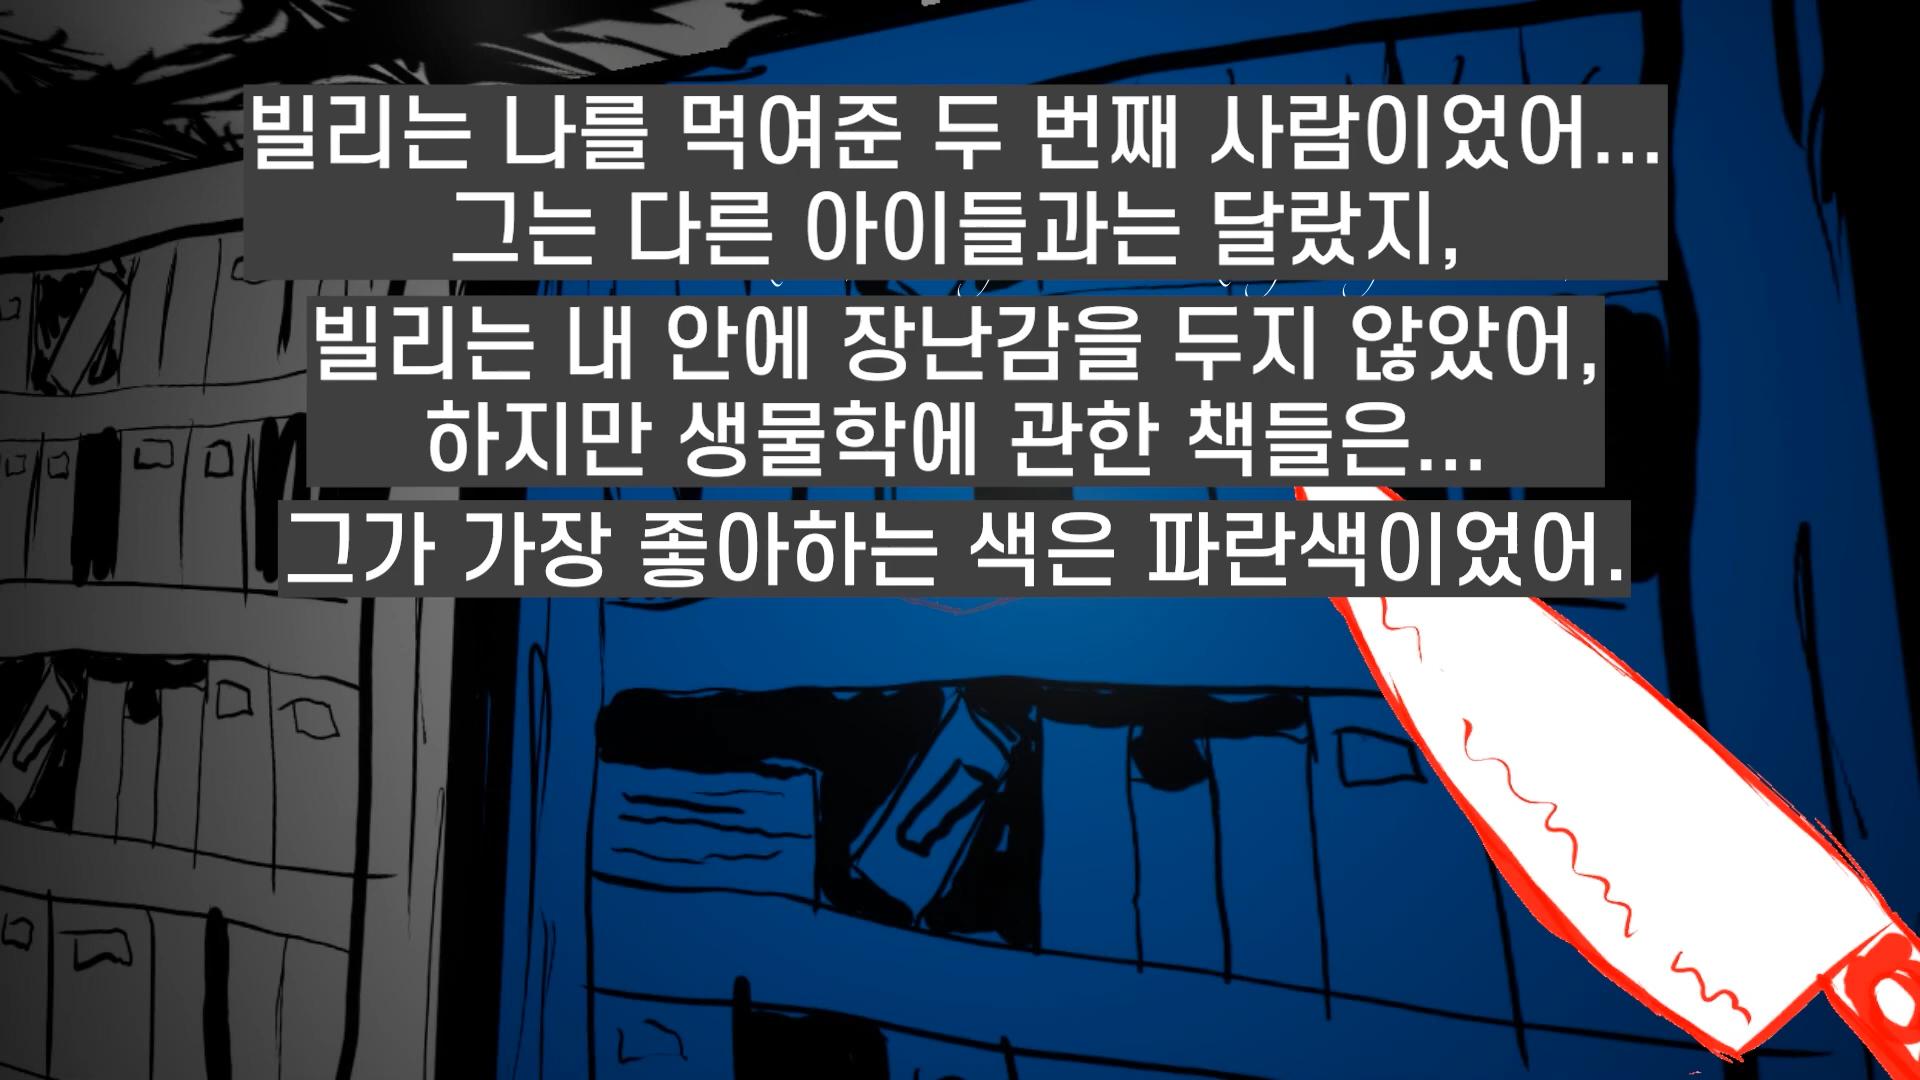 빌리는 나를 먹여준 두 번째 사람이었어...
그는 다른 아이들과는 달랐지,
빌리는 내 안에 장난감을 두지 않았어,
하지만 생물학에 관한 책들은...
그가 가장 좋아하는 색은 파란색이었어.